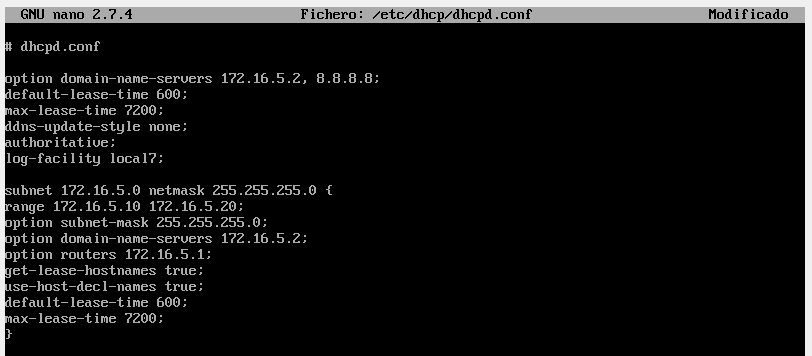 GNU nano 2.7.4 Fichero: /etc/dhcp/dhcpd.conf Modificado
# dhcpd.conf
option domain-name-servers 172.16.5.2, 8.8.8.8;
default-lease-time 600;
max-lease-time 7200;
ddns-update-style none;
authoritative;
log-facility local7;
subnet 172.16.5.0 netmask 255.255.255.0 {
range 172.16.5.10 172.16.5.20;
option subnet-mask 255.255.255.0;
option domain-name-servers 172.16.5.2;
option routers 172.16.5.1;
get-lease-hostnames true;
use-host-decl-names true;
default-lease-time 600;
max-lease-time 7200;
}